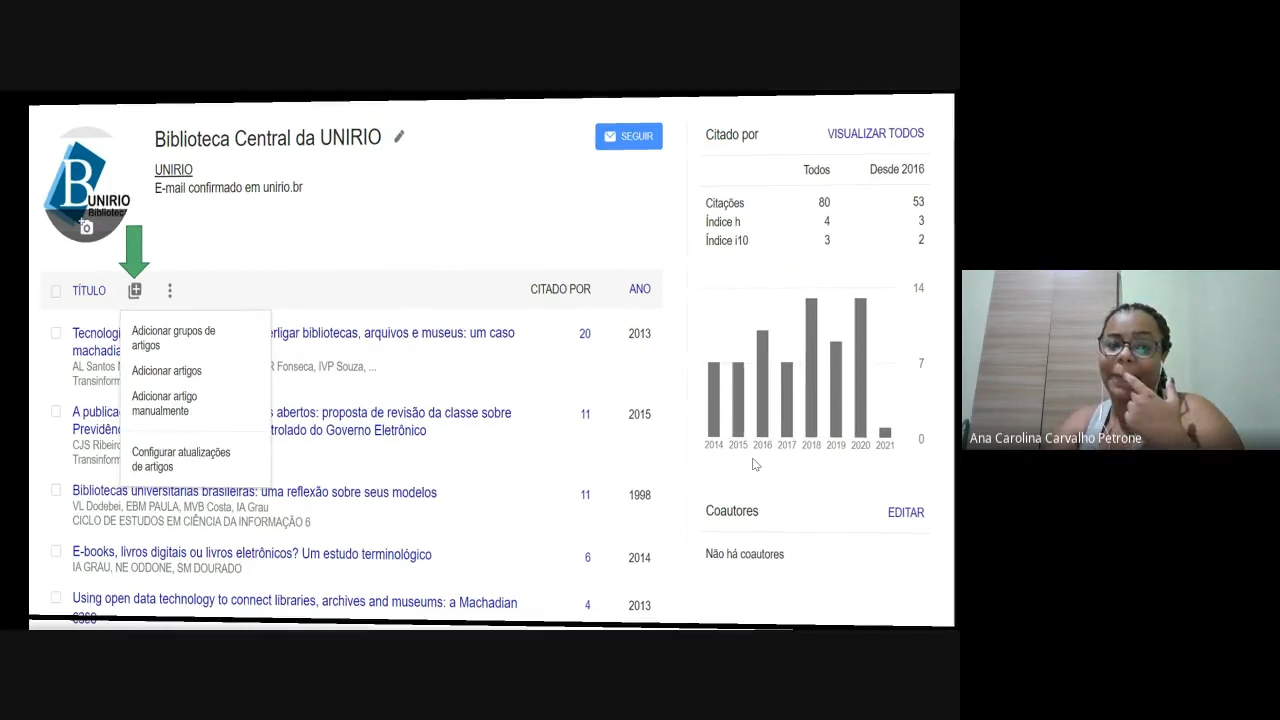 Biblioteca Central da UNIRIO
UNIRIO
E-mail confirmado em unirio.br
SEGUIR
B
UNIRIO
Bibliotec
TÍTULO
CITADO POR
ANO
Adicionar grupos de
artigos
Adicionar artigos
Adicionar artigo
manualmente
Configurar atualizações
de artigos
Tecnolog erligar bibliotecas, arquivos e museus: um caso
machadia
20
2013
AL Santos R Fonseca, IVP Souza, ...
Transinform
A publica s abertos: proposta de revisão da classe sobre
Previdên trolado do Governo Eletrônico
11
2015
CJS Ribeiro
Transinform
Bibliotecas universitárias brasileiras: uma reflexão sobre seus modelos
11
1998
VL Dodebei, EBM PAULA, MVB Costa, IA Grau
CICLO DE ESTUDOS EM CIÊNCIA DA INFORMAÇÃO 6
E-books, livros digitais ou livros eletrônicos? Um estudo terminológico
6
2014
IA GRAU, NE ODDONE, SM DOURADO
Using open data technology to connect libraries, archives and museums: a Machadian
4
2013
Citado por
VISUALIZAR TODOS
Todos
Desde 2016
Citações 80 53
Índice h 4 3
Índice i10 3 2
14
7
0
2014 2015 2016 2017 2018 2019 2020 2021
Coautores
EDITAR
Não há coautores
Ana Carolina Carvalho Petrone